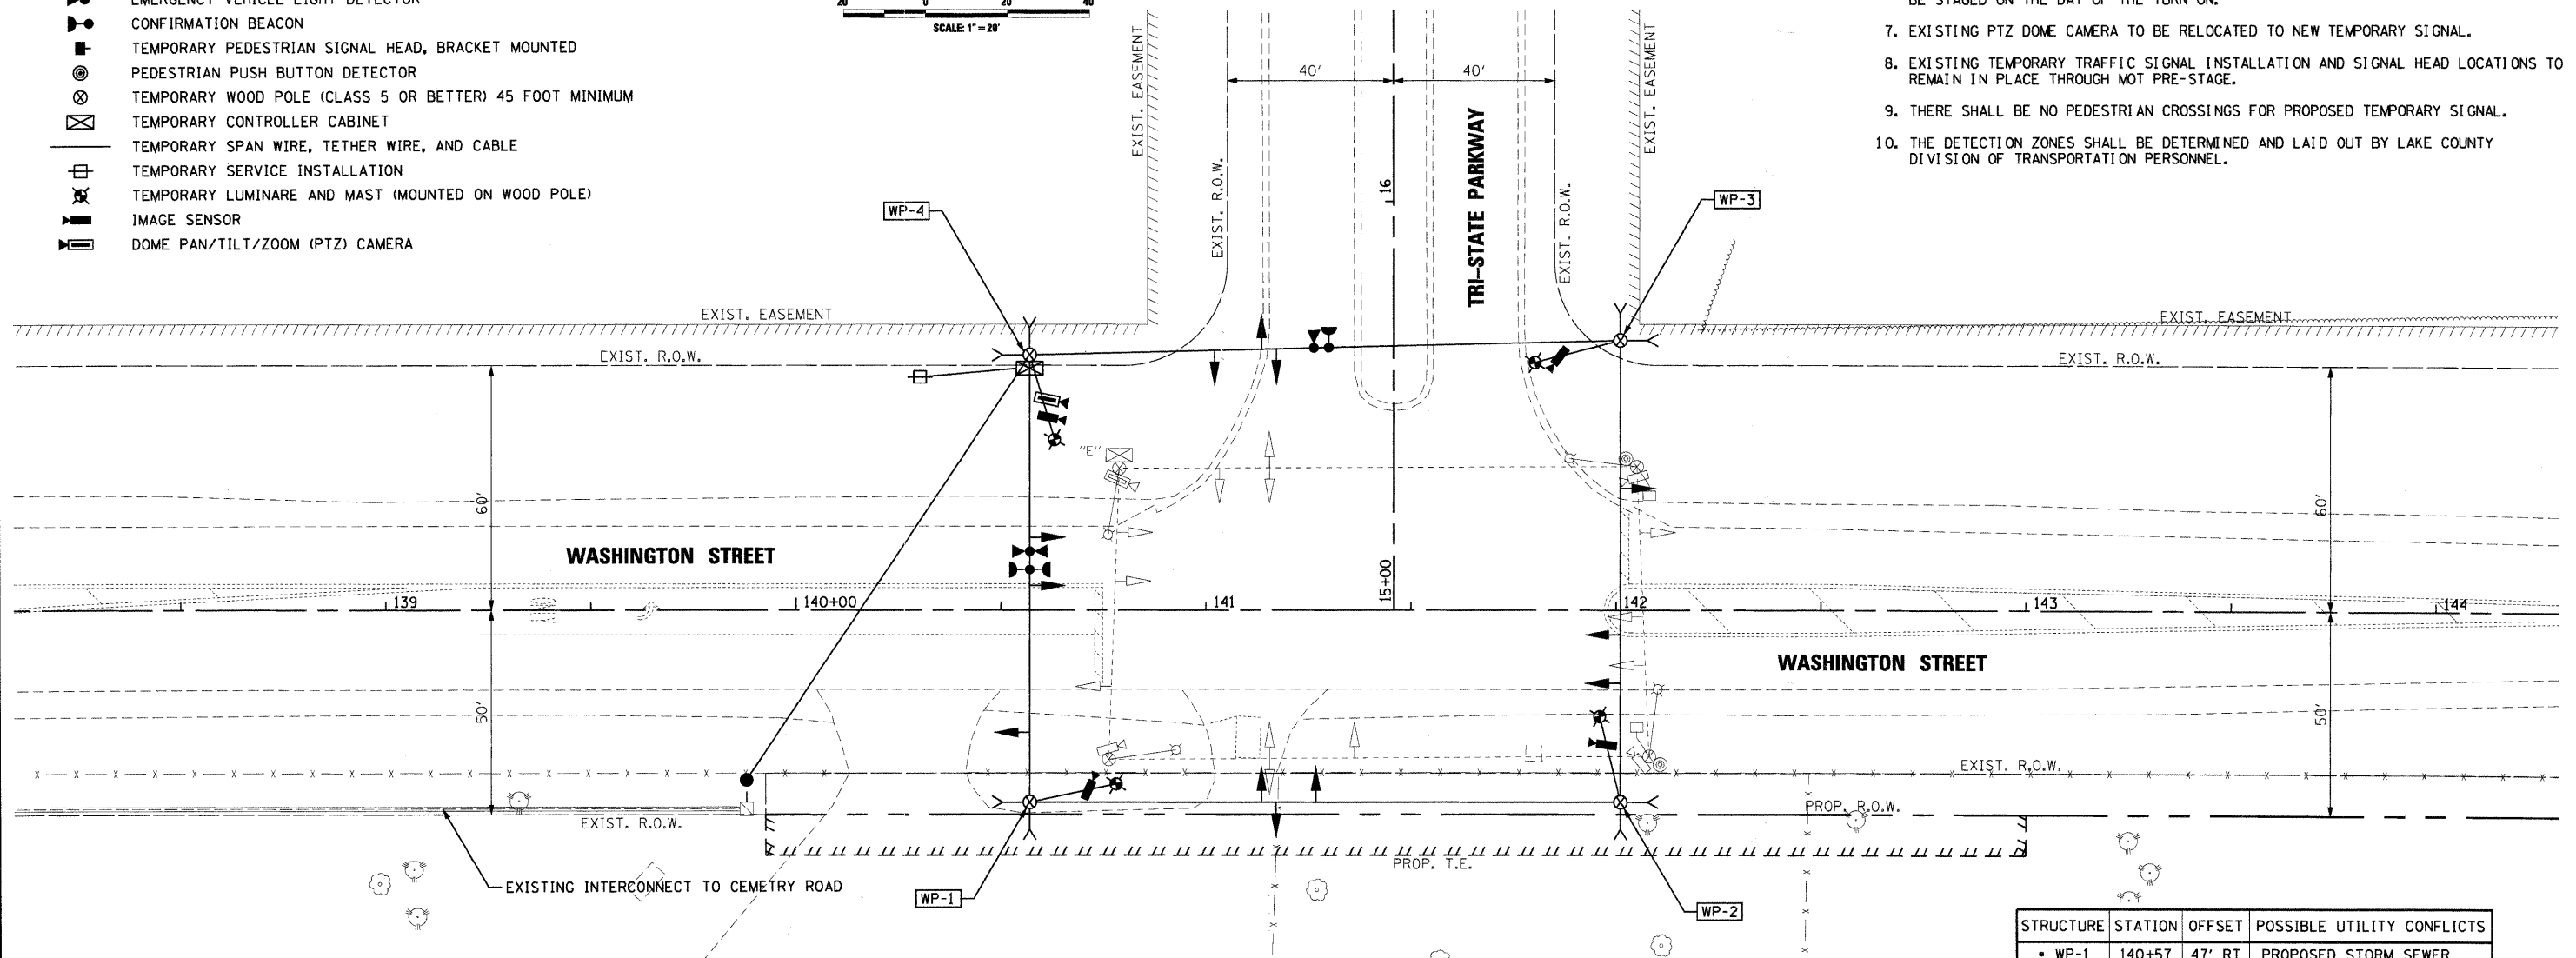 EMERGENCY VEHICLE LIGHT DETECTOR
CONFIRMATION BEACON
TEMPORARY PEDESTRIAN SIGNAL HEAD, BRACKET MOUNTED
PEDESTRIAN PUSH BUTTON DETECTOR
TEMPORARY WOOD POLE (CLASS 5 OR BETTER) 45 FOOT MINIMUM
TEMPORARY CONTROLLER CABINET
TEMPORARY SPAN WIRE, TETHER WIRE, AND CABLE
TEMPORARY SERVICE INSTALLATION
TEMPORARY LUMINARE AND MAST (MOUNTED ON WOOD POLE)
IMAGE SENSOR
DOME PAN/TILT/ZOOM (PTZ) CAMERA
20 0 20 40
SCALE: 1"=20'
BE STAGED ON THE DAY OF THE TURN ON.
7. EXISTING PTZ DOME CAMERA TO BE RELOCATED TO NEW TEMPORARY SIGNAL.
8. EXISTING TEMPORARY TRAFFIC SIGNAL INSTALLATION AND SIGNAL HEAD LOCATIONS TO
REMAIN IN PLACE THROUGH MOT PRE-STAGE.
9. THERE SHALL BE NO PEDESTRIAN CROSSINGS FOR PROPOSED TEMPORARY SIGNAL.
10. THE DETECTION ZONES SHALL BE DETERMINED AND LAID OUT BY LAKE COUNTY
DIVISION OF TRANSPORTATION PERSONNEL.
EXIST. EASEMENT
EXIST. EASEMENT
40'
40'
EXIST. R.O.W.
EXIST. R.O.W.
TRI-STATE PARKWAY
16
WP-4
WP-3
EXIST. EASEMENT
EXIST. EASEMENT
EXIST. R.O.W.
EXIST. R.O.W.
"E"
60'
60'
WASHINGTON STREET
15+00
139
140+00
141
142
143
144
WASHINGTON STREET
50'
50'
EXIST. R.O.W.
PROP. R.O.W.
EXIST. R.O.W.
PROP. T.E.
EXISTING INTERCONNECT TO CEMETRY ROAD
WP-1
WP-2
STRUCTURE STATION OFFSET POSSIBLE UTILITY CONFLICTS
• WP-1 140+57 47' RT PROPOSED STORM SEWER